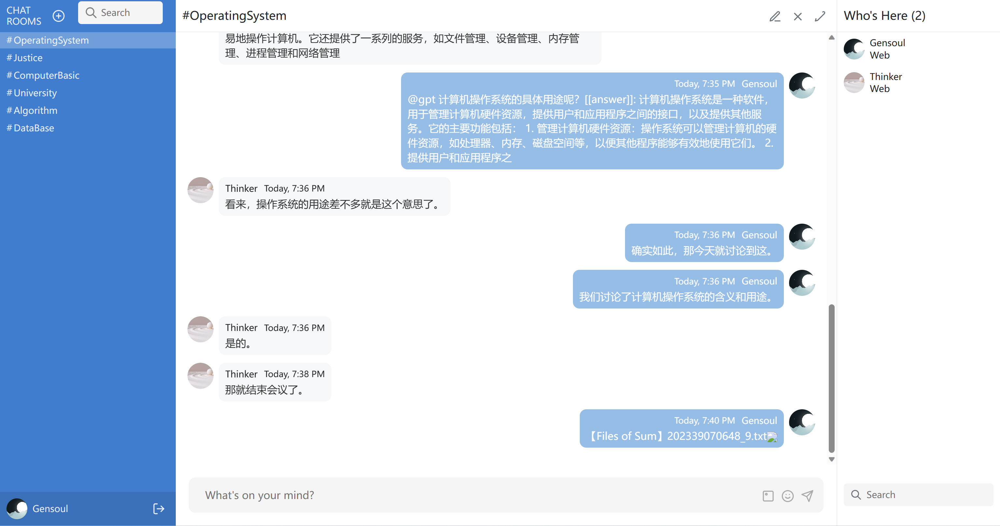 CHAT
ROOMS
Search
#OperatingSystem
#Justice
#ComputerBasic
#University
#Algorithm
#DataBase
Gensoul
#OperatingSystem
易地操作计算机。它还提供了一系列的服务，如文件管理、设备管理、内存管
理、进程管理和网络管理
Today, 7:35 PM Gensoul
@gpt 计算机操作系统的具体用途呢？[[answer]]: 计算机操作系统是一种软件，
用于管理计算机硬件资源，提供用户和应用程序之间的接口，以及提供其他服
务。它的主要功能包括： 1. 管理计算机硬件资源：操作系统可以管理计算机的硬
件资源，如处理器、内存、磁盘空间等，以便其他程序能够有效地使用它们。 2.
提供用户和应用程序之
Thinker Today, 7:36 PM
看来，操作系统的用途差不多就是这个意思了。
Today, 7:36 PM Gensoul
确实如此，那今天就讨论到这。
Today, 7:36 PM Gensoul
我们讨论了计算机操作系统的含义和用途。
Thinker Today, 7:36 PM
是的。
Thinker Today, 7:38 PM
那就结束会议了。
Today, 7:40 PM Gensoul
【Files of Sum】202339070648_9.txt
What's on your mind?
Who's Here (2)
Gensoul
Web
Thinker
Web
Search